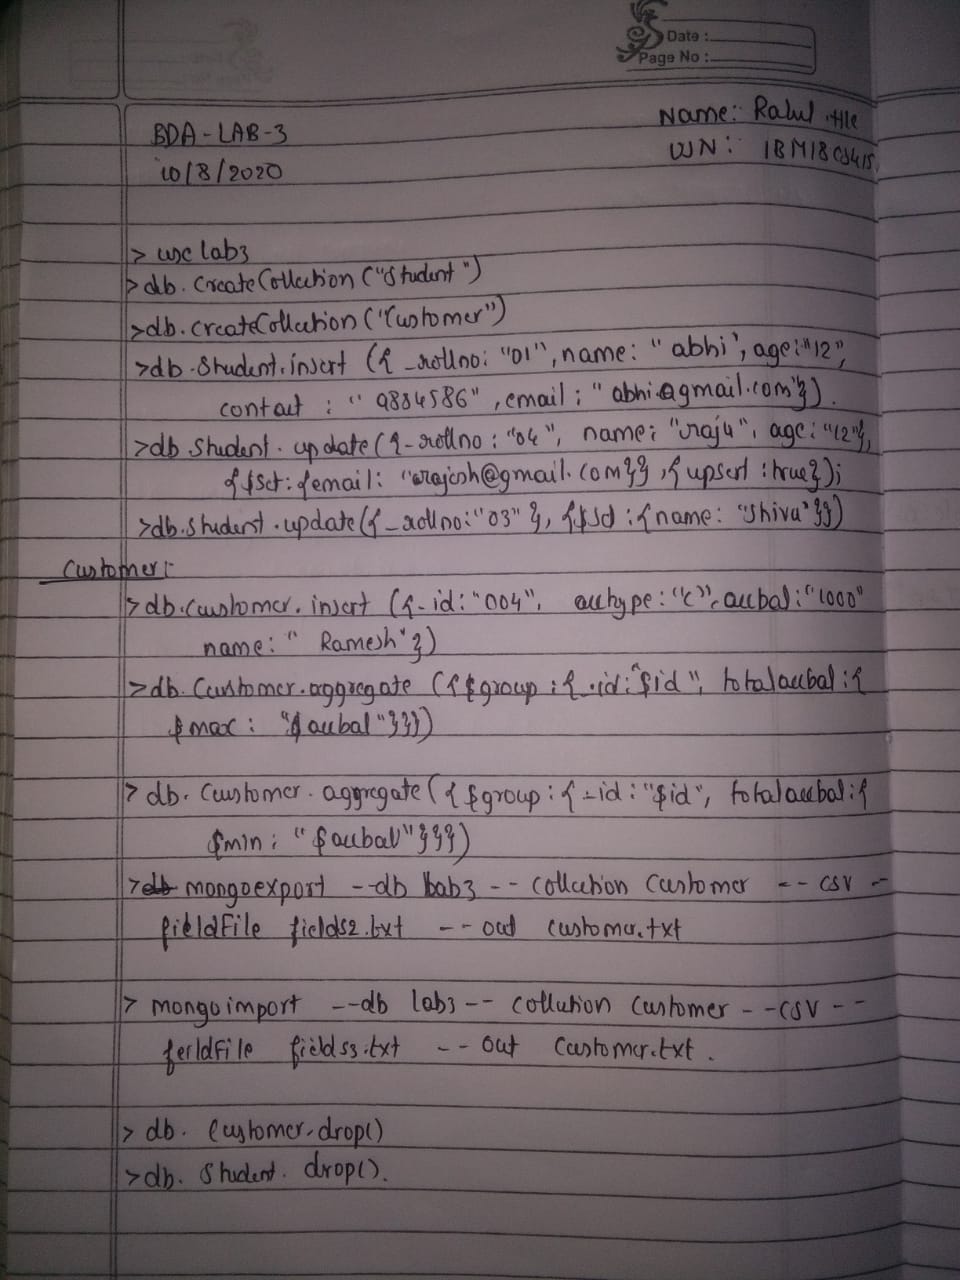 Date :
Page No :
Name: Rahul .H
BDA - LAB - 3
USN : 1BM18CS415
10/8/2020
> use lab3
> db. createCollection ("Student")
>db. createCollection ("Customer")
>db.Student.insert ({ _rollno: "01", name: "abhi", age:"12",
contact : "9884586", email : "abhi@gmail.com"}).
>db.student. update ({ _rollno : "04", name: "raju", age: "12"},
{$set: {email: "rajesh@gmail.com}} ,{upsert : true});
>db.student.update({ _rollno:"03" }, {$set : {name: "Shiva"}})
Customer:-
>db.customer.insert ({_id:"004", acctype:"C", accbal:"1000"
name: " Ramesh"})
>db. Customer.aggregate ({$group : {_id:"$id", totalaccbal:{
$max : "$accbal"}}})
> db. Customer. aggregate({ $group : {_id : "$id", totalaccbal:{
$min : "$accbal"}}})
> mongoexport --db lab3 -- collection Customer -- csv --
fieldFile fields2.txt -- out customer.txt
> mongoimport --db lab3 -- collection Customer --csv --
feildFile fields3.txt -- out Customer.txt.
> db. Customer.drop()
>db. Student. drop().